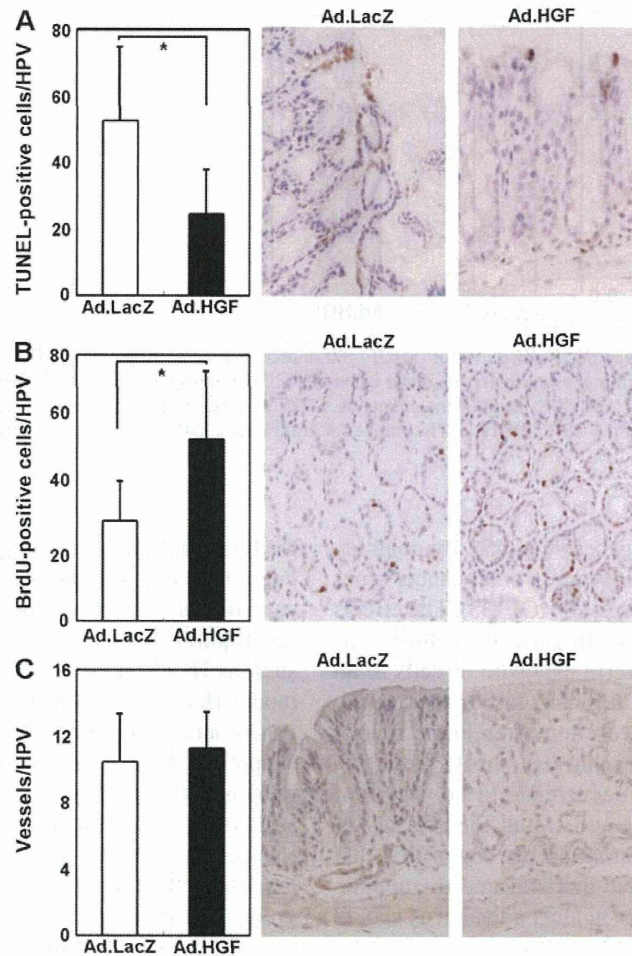 A
TUNEL-positive cells/HPV
80
60
40
20
0
*
Ad.LacZ
Ad.HGF
Ad.LacZ
Ad.HGF
B
BrdU-positive cells/HPV
80
60
40
20
0
*
Ad.LacZ
Ad.HGF
Ad.LacZ
Ad.HGF
C
Vessels/HPV
16
12
8
4
0
Ad.LacZ
Ad.HGF
Ad.LacZ
Ad.HGF